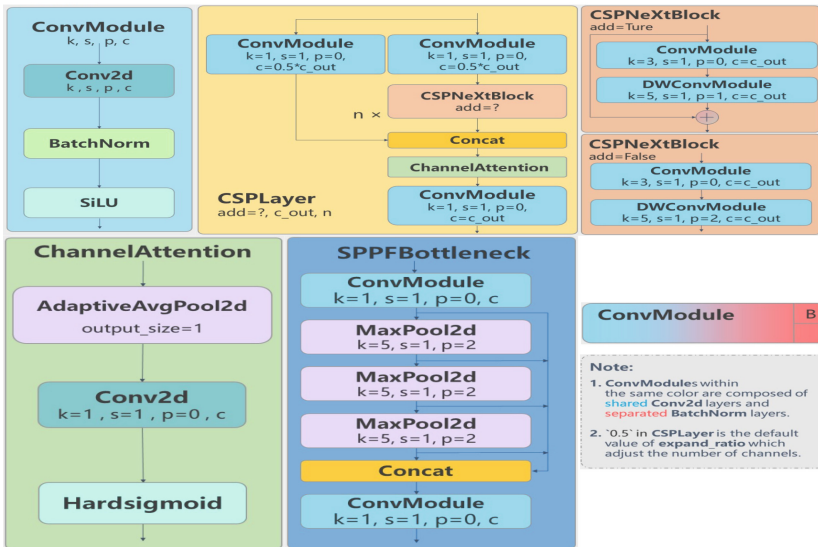 ConvModule
k, s, p, c
Conv2d
k, s, p, c
BatchNorm
SiLU
ConvModule
k=1, s=1, p=0,
c=0.5*c_out
ConvModule
k=1, s=1, p=0,
c=0.5*c_out
CSPNeXtBlock
add=?
n ×
Concat
ChannelAttention
ConvModule
k=1, s=1, p=0,
c=c_out
CSPLayer
add=?, c_out, n
CSPNeXtBlock
add=Ture
ConvModule
k=3, s=1, p=0, c=c_out
DWConvModule
k=5, s=1, p=1, c=c_out
CSPNeXtBlock
add=False
ConvModule
k=3, s=1, p=0, c=c_out
DWConvModule
k=5, s=1, p=2, c=c_out
ChannelAttention
AdaptiveAvgPool2d
output_size=1
Conv2d
k=1, s=1, p=0, c
Hardsigmoid
SPPFBottleneck
ConvModule
k=1, s=1, p=0, c
MaxPool2d
k=5, s=1, p=2
MaxPool2d
k=5, s=1, p=2
MaxPool2d
k=5, s=1, p=2
Concat
ConvModule
k=1, s=1, p=0, c
ConvModule
B
Note:
1. ConvModules within
the same color are composed of
shared Conv2d layers and
separated BatchNorm layers.
2. `0.5` in CSPLayer is the default
value of expand_ratio which
adjust the number of channels.